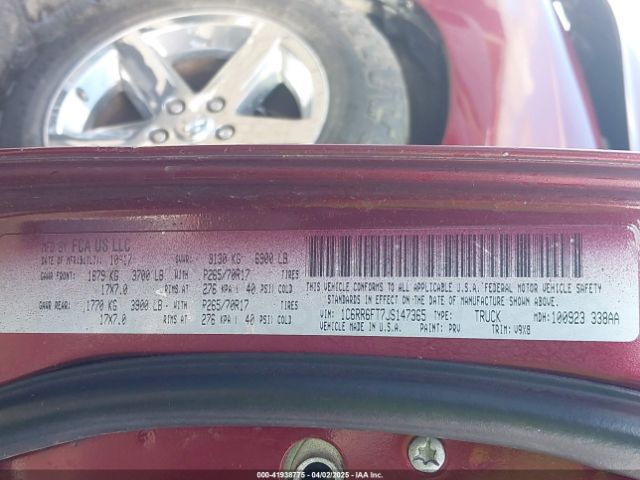 MFD BY FCA US LLC
DATE OF MFR(BUILT): 10-17 GVWR: 3130 KG 6900 LB
GAWR FRONT: 1679 KG 3700 LB WITH P265/70R17 TIRES
17X7.0 RIMS AT 276 KPA/ 40 PSI COLD
GAWR REAR: 1770 KG 3900 LB WITH P265/70R17 TIRES
17X7.0 RIMS AT 276 KPA/ 40 PSI COLD
THIS VEHICLE CONFORMS TO ALL APPLICABLE U.S.A. FEDERAL MOTOR VEHICLE SAFETY
STANDARDS IN EFFECT ON THE DATE OF MANUFACTURE SHOWN ABOVE
VIN: 1C6RR6FT7JS147365 TYPE: TRUCK MDH: 100923 338AA
VEHICLE MADE IN U.S.A. PAINT: PRV TRIM: V9X8
00-41938775 - 04/02/2025 - IAAI.COM